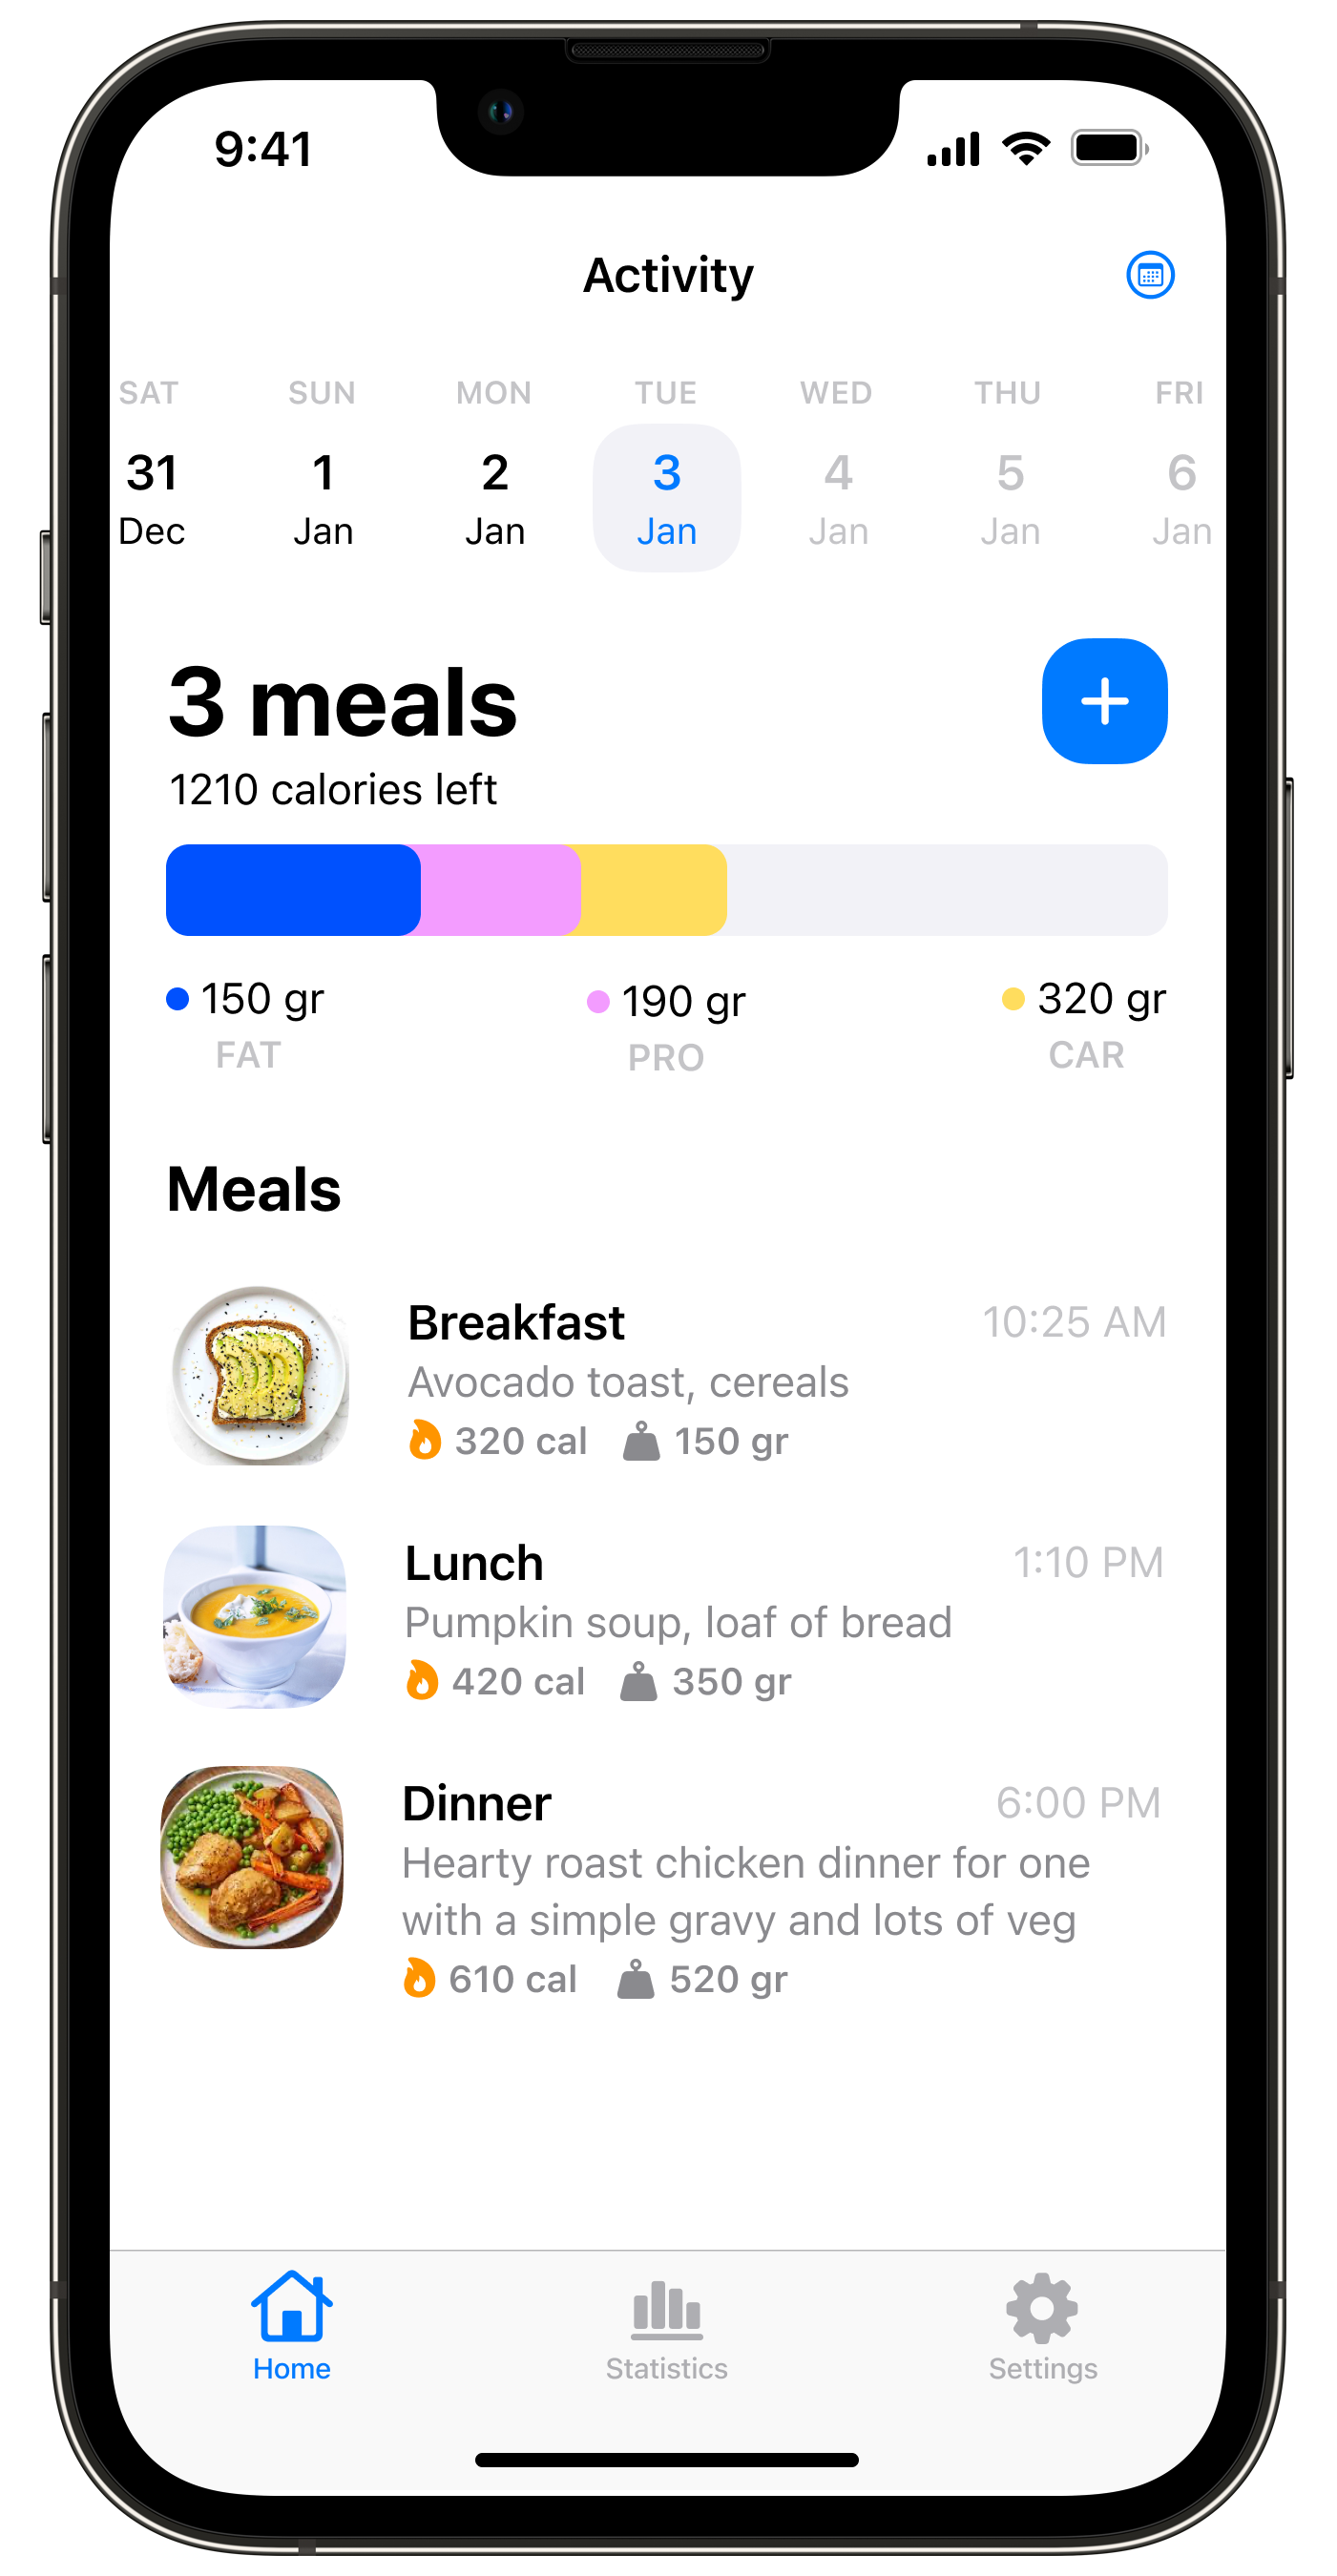 9:41
Activity
SAT SUN MON TUE WED THU FRI
31 1 2 3 4 5 6
Dec Jan Jan Jan Jan Jan Jan
3 meals
1210 calories left
150 gr 190 gr 320 gr
FAT PRO CAR
Meals
Breakfast 10:25 AM
Avocado toast, cereals
320 cal 150 gr
Lunch 1:10 PM
Pumpkin soup, loaf of bread
420 cal 350 gr
Dinner 6:00 PM
Hearty roast chicken dinner for one
with a simple gravy and lots of veg
610 cal 520 gr
Home Statistics Settings